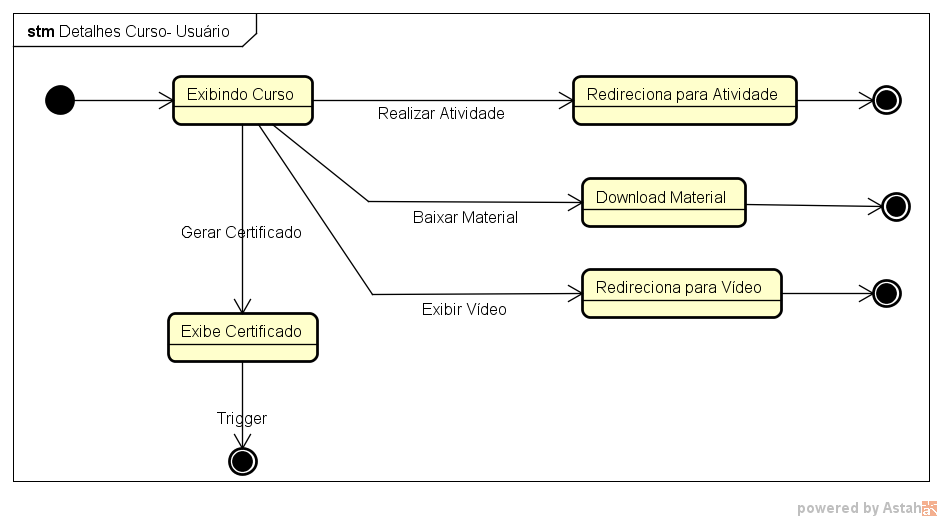 stm Detalhes Curso- Usuário
Exibindo Curso
Realizar Atividade
Redireciona para Atividade
Baixar Material
Download Material
Gerar Certificado
Exibir Vídeo
Redireciona para Vídeo
Exibe Certificado
Trigger
powered by Astah